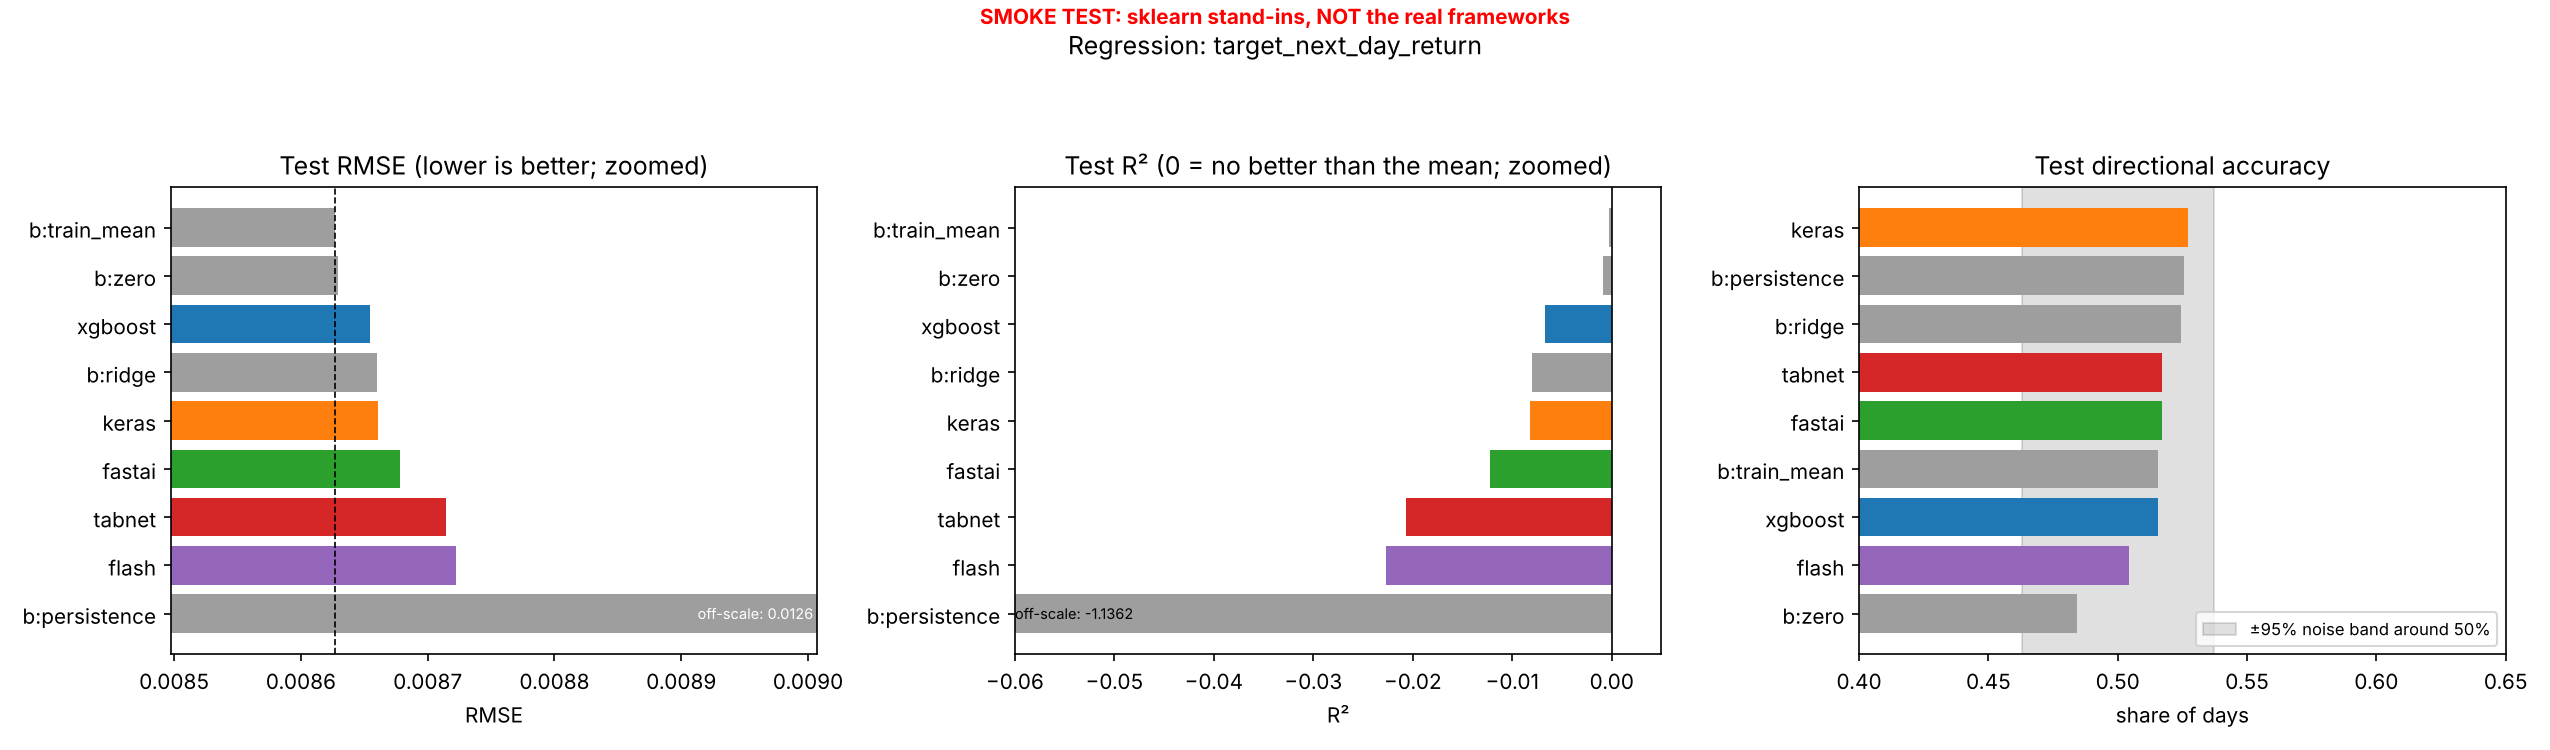 SMOKE TEST: sklearn stand-ins, NOT the real frameworks
Regression: target_next_day_return
Test RMSE (lower is better; zoomed)
b:train_mean
b:zero
xgboost
b:ridge
keras
fastai
tabnet
flash
b:persistence
off-scale: 0.0126
0.0085 0.0086 0.0087 0.0088 0.0089 0.0090
RMSE
Test R² (0 = no better than the mean; zoomed)
b:train_mean
b:zero
xgboost
b:ridge
keras
fastai
tabnet
flash
b:persistence
off-scale: -1.1362
−0.06 −0.05 −0.04 −0.03 −0.02 −0.01 0.00
R²
Test directional accuracy
keras
b:persistence
b:ridge
tabnet
fastai
b:train_mean
xgboost
flash
b:zero
±95% noise band around 50%
0.40 0.45 0.50 0.55 0.60 0.65
share of days